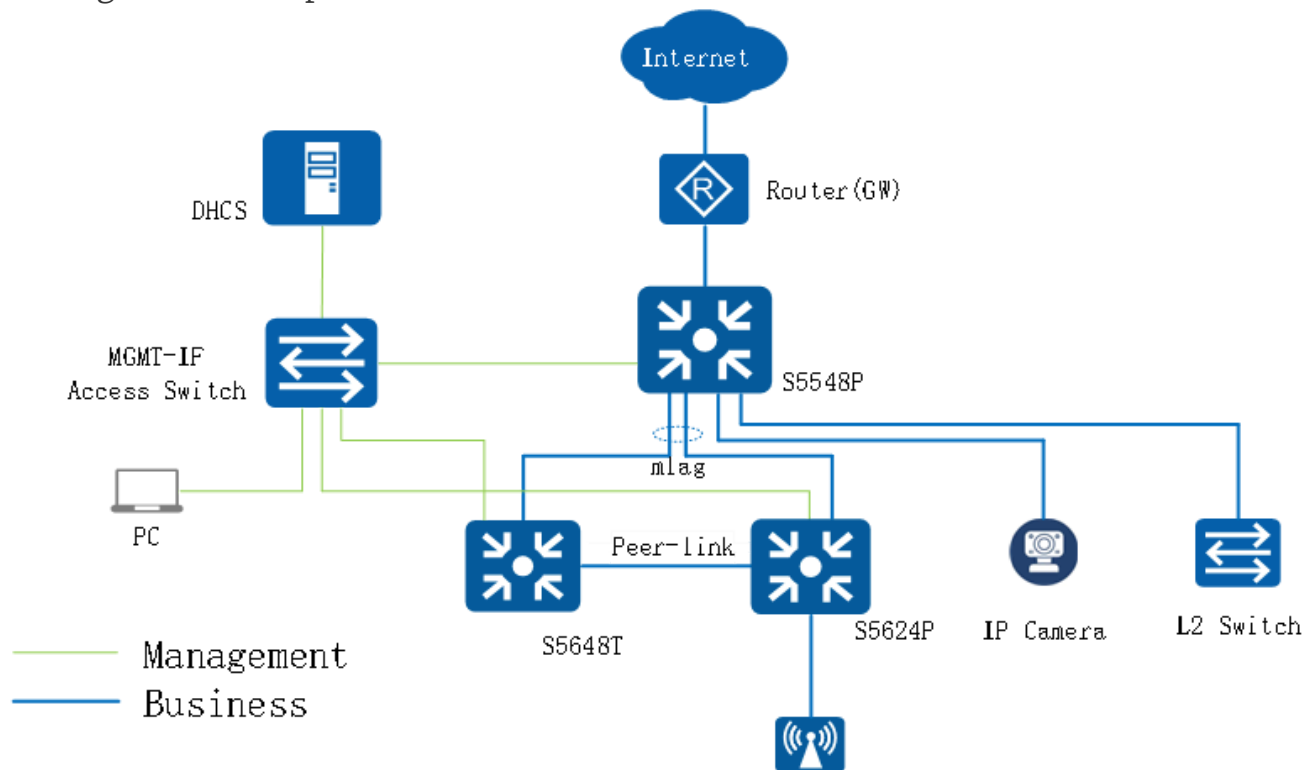 Internet
R
Router(GW)
DHCS
MGMT-IF
Access Switch
S5548P
mlag
PC
Peer-link
S5648T
S5624P
IP Camera
L2 Switch
Management
Business